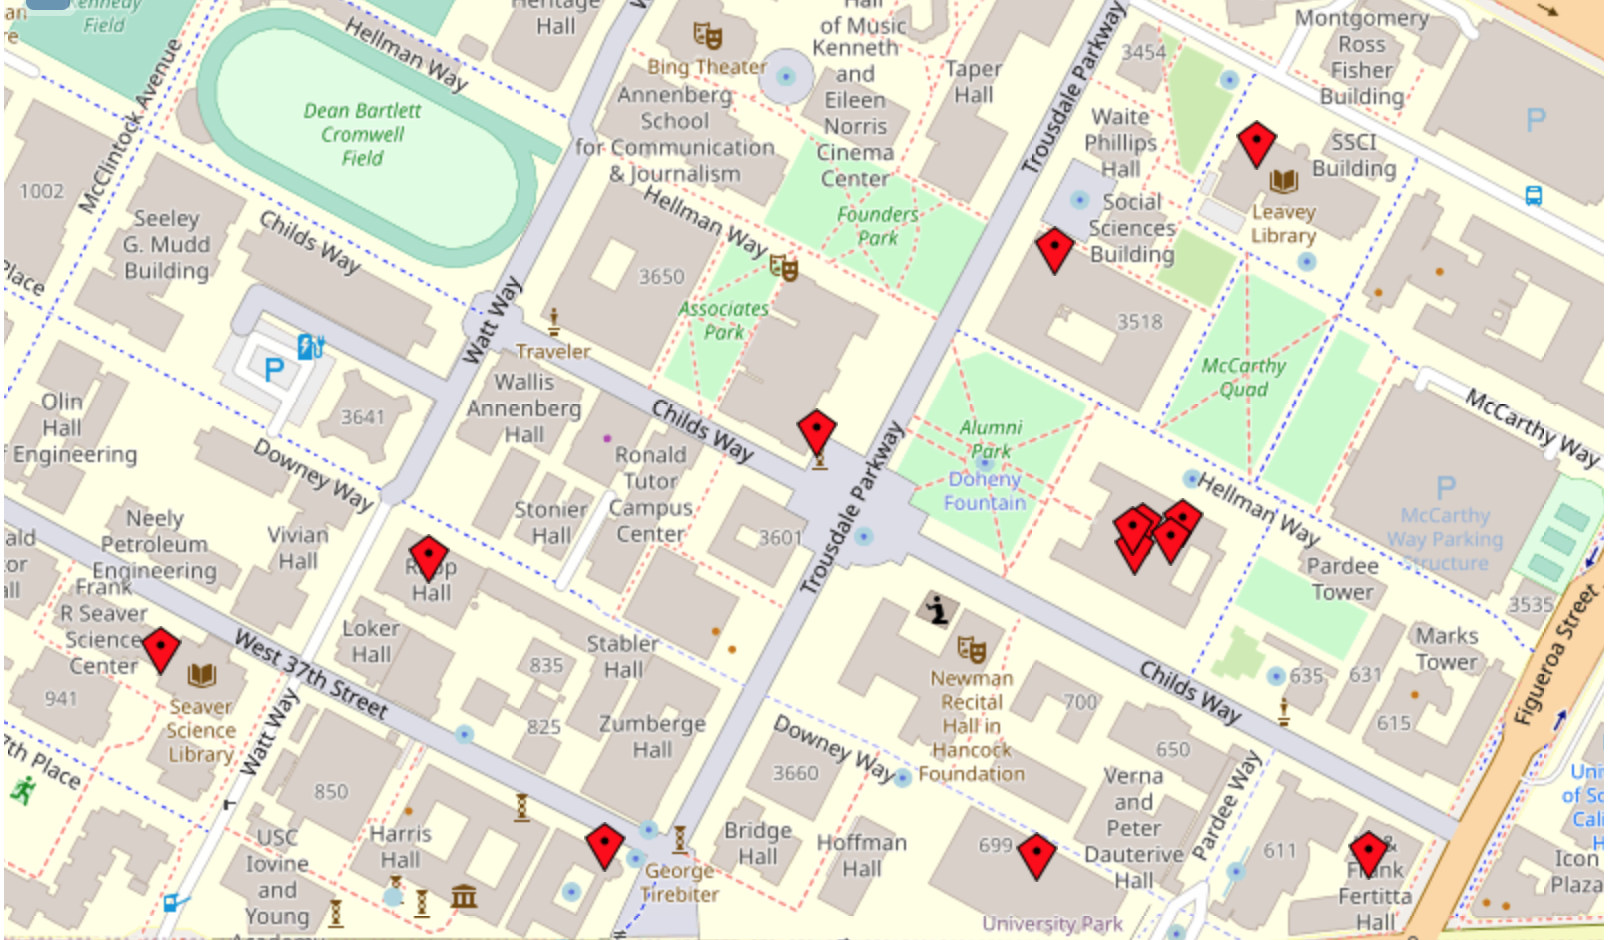 Kennedy
Field
McClintock Avenue
Hellman Way
Heritage
Hall
Bing Theater
Hall
of Music
Kenneth
and
Eileen
Norris
Cinema
Center
Taper
Hall
Trousdale Parkway
3454
Montgomery
Ross
Fisher
Building
P
Waite
Phillips
Hall
SSCI
Building
Dean Bartlett
Cromwell
Field
Annenberg
School
for Communication
& Journalism
1002
Seeley
G. Mudd
Building
Childs Way
Place
Hellman Way
Founders
Park
Social
Sciences
Building
Leavey
Library
3650
Associates
Park
3518
Watt Way
Traveler
P
McCarthy
Quad
McCarthy Way
Olin
Hall
f Engineering
3641
Wallis
Annenberg
Hall
Childs Way
Alumni
Park
Doheny
Fountain
Trousdale Parkway
Downey Way
Ronald
Tutor
Campus
Center
Stonier
Hall
3601
Hellman Way
P
McCarthy
Way Parking
Structure
Neely
Petroleum
Engineering
Vivian
Hall
Hall
Pardee
Tower
3535
Figueroa Street
Frank
R Seaver
Science
Center
West 37th Street
Loker
Hall
Stabler
Hall
835
Marks
Tower
Newman
Recital
Hall in
Hancock
Foundation
Childs Way
635
631
615
941
Seaver
Science
Library
Watt Way
825
Zumberge
Hall
Downey Way
700
650
7th Place
850
3660
Verna
and
Peter
Dauterive
Hall
Pardee Way
USC
Iovine
and
Young
Academy
Harris
Hall
George
Tirebiter
Bridge
Hall
Hoffman
Hall
699
611
&
Frank
Fertitta
Hall
Icon
Plaza
University Park